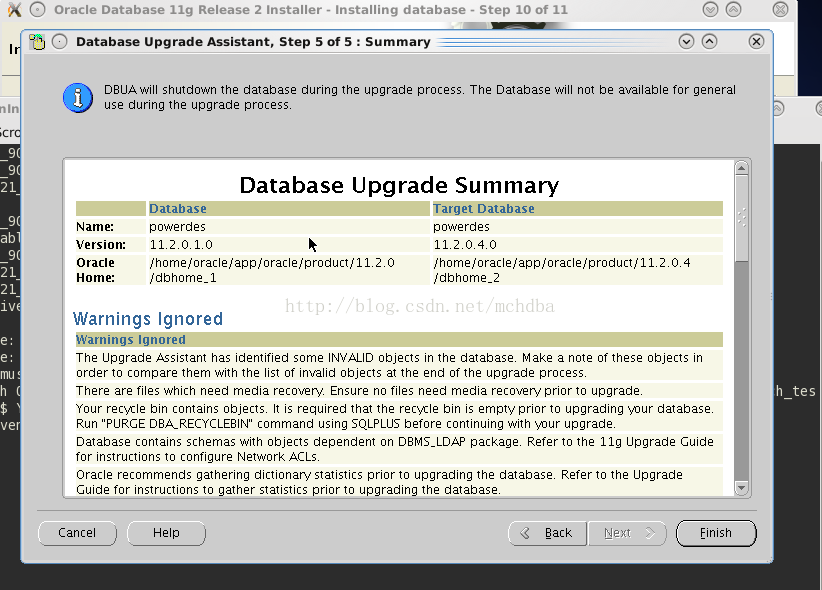 Oracle Database 11g Release 2 Installer - Installing database - Step 10 of 11
Database Upgrade Assistant, Step 5 of 5 : Summary
DBUA will shutdown the database during the upgrade process. The Database will not be available for general
use during the upgrade process.
Database Upgrade Summary
Database Target Database
Name: powerdes powerdes
Version: 11.2.0.1.0 11.2.0.4.0
Oracle /home/oracle/app/oracle/product/11.2.0 /home/oracle/app/oracle/product/11.2.0.4
Home: /dbhome_1 /dbhome_2
http://blog.csdn.net/mchdba
Warnings Ignored
Warnings Ignored
The Upgrade Assistant has identified some INVALID objects in the database. Make a note of these objects in
order to compare them with the list of invalid objects at the end of the upgrade process.
There are files which need media recovery. Ensure no files need media recovery prior to upgrade.
Your recycle bin contains objects. It is required that the recycle bin is empty prior to upgrading your database.
Run "PURGE DBA_RECYCLEBIN" command using SQLPLUS before continuing with your upgrade.
Database contains schemas with objects dependent on DBMS_LDAP package. Refer to the 11g Upgrade Guide
for instructions to configure Network ACLs.
Oracle recommends gathering dictionary statistics prior to upgrading the database. Refer to the Upgrade
Guide for instructions to gather statistics prior to upgrading the database.
h_tes
Cancel Help Back Next Finish